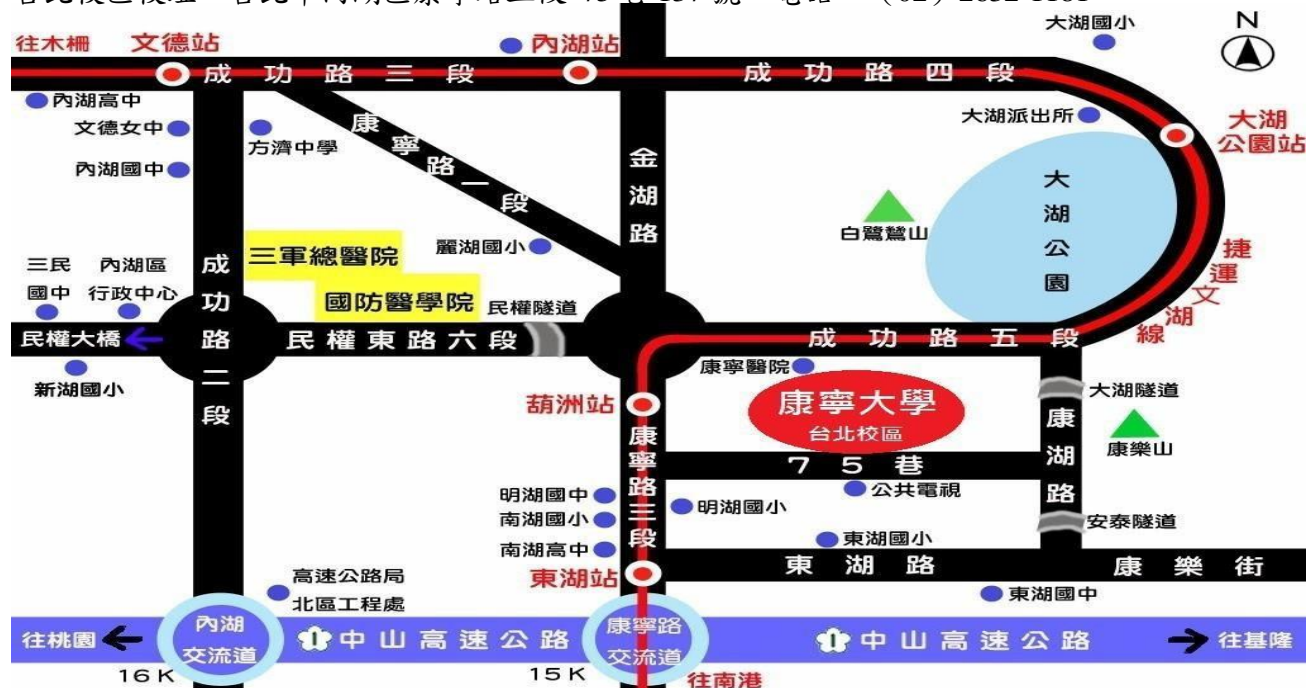 大湖國小
N
往木柵 文德站
內湖站
成功路三段
成功路四段
內湖高中
文德女中
方濟中學
內湖國中
康寧路一段
金湖路
大湖派出所
大湖
公園站
大湖公園
白鷺鷥山
捷運文湖線
三軍總醫院
麗湖國小
國防醫學院
民權隧道
三民
國中
內湖區
行政中心
成功路二段
民權大橋
民權東路六段
成功路五段
新湖國小
康寧醫院
葫洲站
康寧大學
台北校區
大湖隧道
康樂山
康湖路
75巷
康寧路三段
明湖國中
南湖國小
南湖高中
明湖國小
公共電視
安泰隧道
東湖國小
東湖站
東湖路
康樂街
高速公路局
北區工程處
東湖國中
往桃園
內湖
交流道
1 中山高速公路
康寧路
交流道
1 中山高速公路
往基隆
16K
15K
往南港